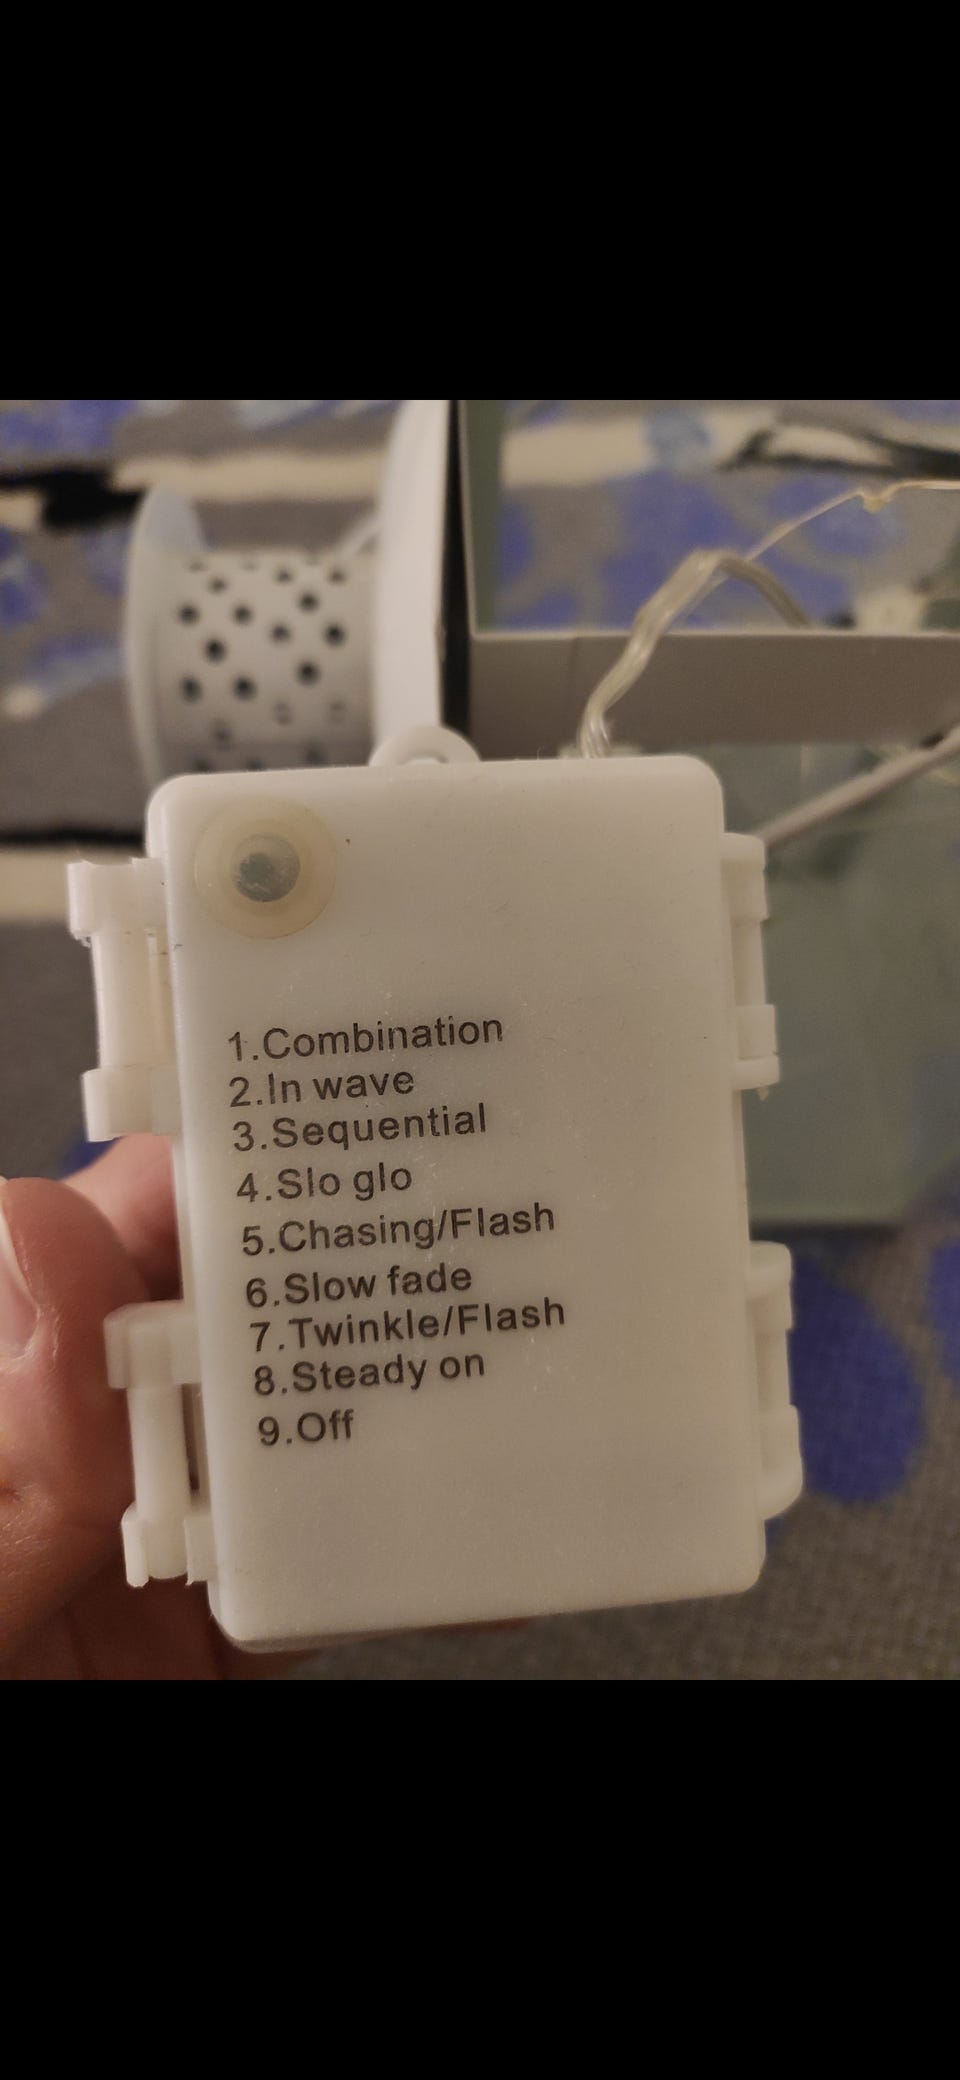 1.Combination
2.In wave
3.Sequential
4.Slo glo
5.Chasing/Flash
6.Slow fade
7.Twinkle/Flash
8.Steady on
9.Off